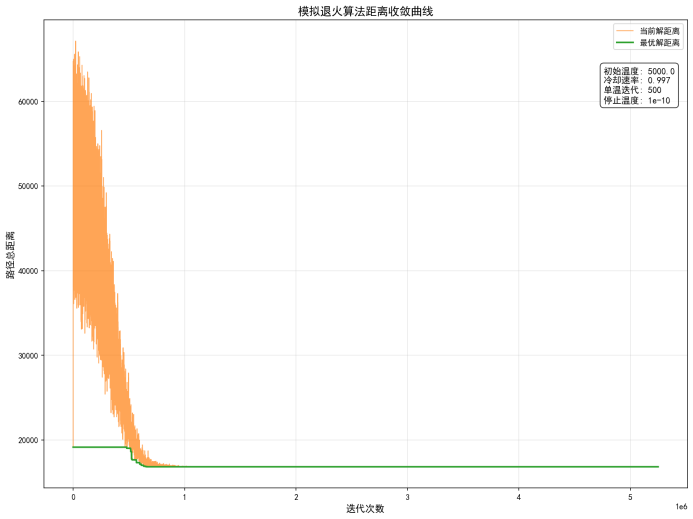 模拟退火算法距离收敛曲线
当前解距离
最优解距离
初始温度: 5000.0
冷却速率: 0.997
单温迭代: 500
停止温度: 1e-10
路径总距离
60000
50000
40000
30000
20000
0
1
2
3
4
5
1e6
迭代次数